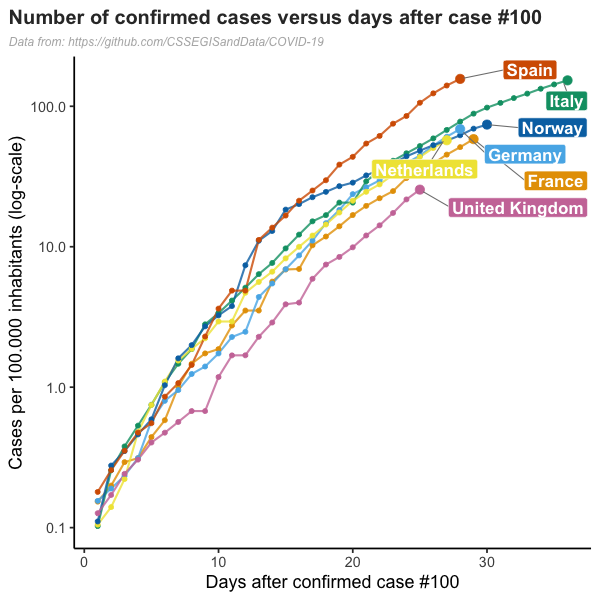 Number of confirmed cases versus days after case #100
Data from: https://github.com/CSSEGISandData/COVID-19
Cases per 100.000 inhabitants (log-scale)
100.0
10.0
1.0
0.1
Spain
Italy
Norway
Germany
Netherlands
France
United Kingdom
0
10
20
30
Days after confirmed case #100